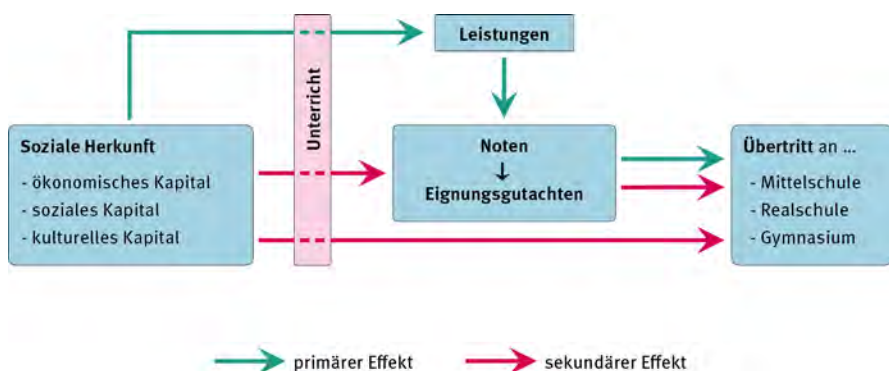 Leistungen
Unterricht
Soziale Herkunft
- ökonomisches Kapital
- soziales Kapital
- kulturelles Kapital
Noten
Eignungsgutachten
Übertritt an ...
- Mittelschule
- Realschule
- Gymnasium
primärer Effekt
sekundärer Effekt